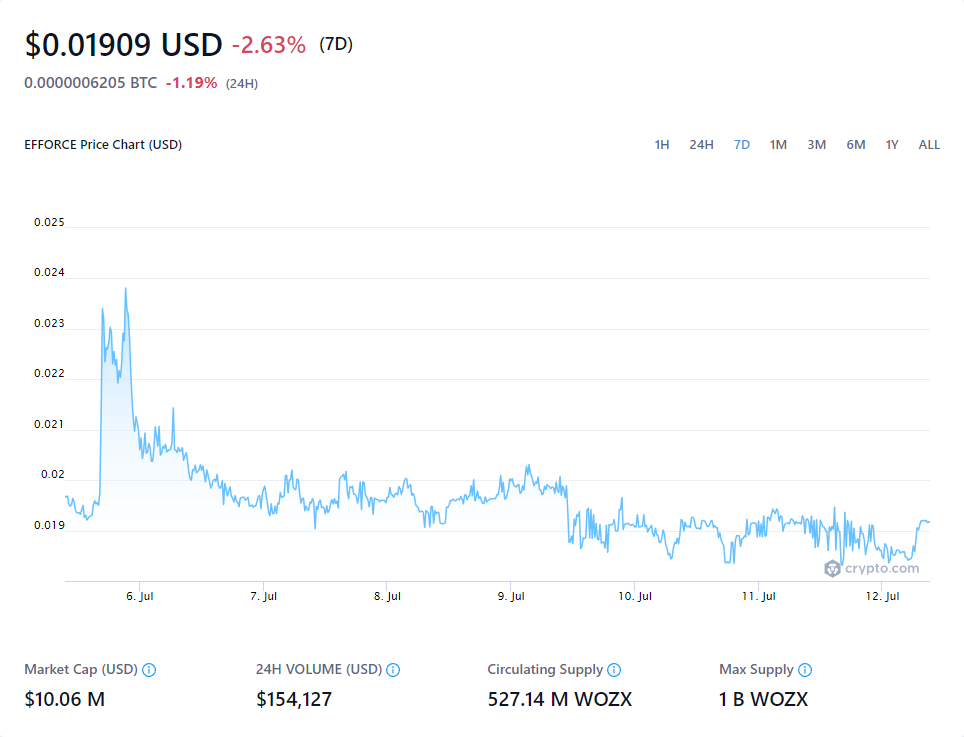 $0.01909 USD -2.63% (7D)
0.0000006205 BTC -1.19% (24H)
EFFORCE Price Chart (USD)
1H 24H 7D 1M 3M 6M 1Y ALL
0.025
0.024
0.023
0.022
0.021
0.02
0.019
crypto.com
6. Jul 7. Jul 8. Jul 9. Jul 10. Jul 11. Jul 12. Jul
Market Cap (USD) 24H VOLUME (USD) Circulating Supply Max Supply
$10.06 M $154,127 527.14 M WOZX 1 B WOZX